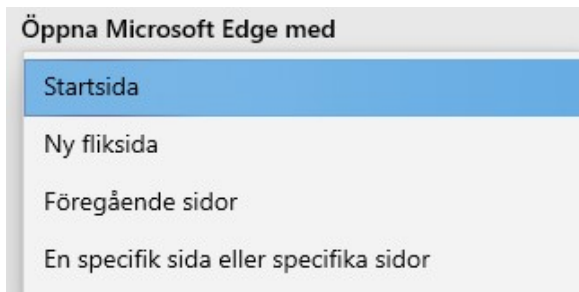 Öppna Microsoft Edge med
Startsida
Ny fliksida
Föregående sidor
En specifik sida eller specifika sidor